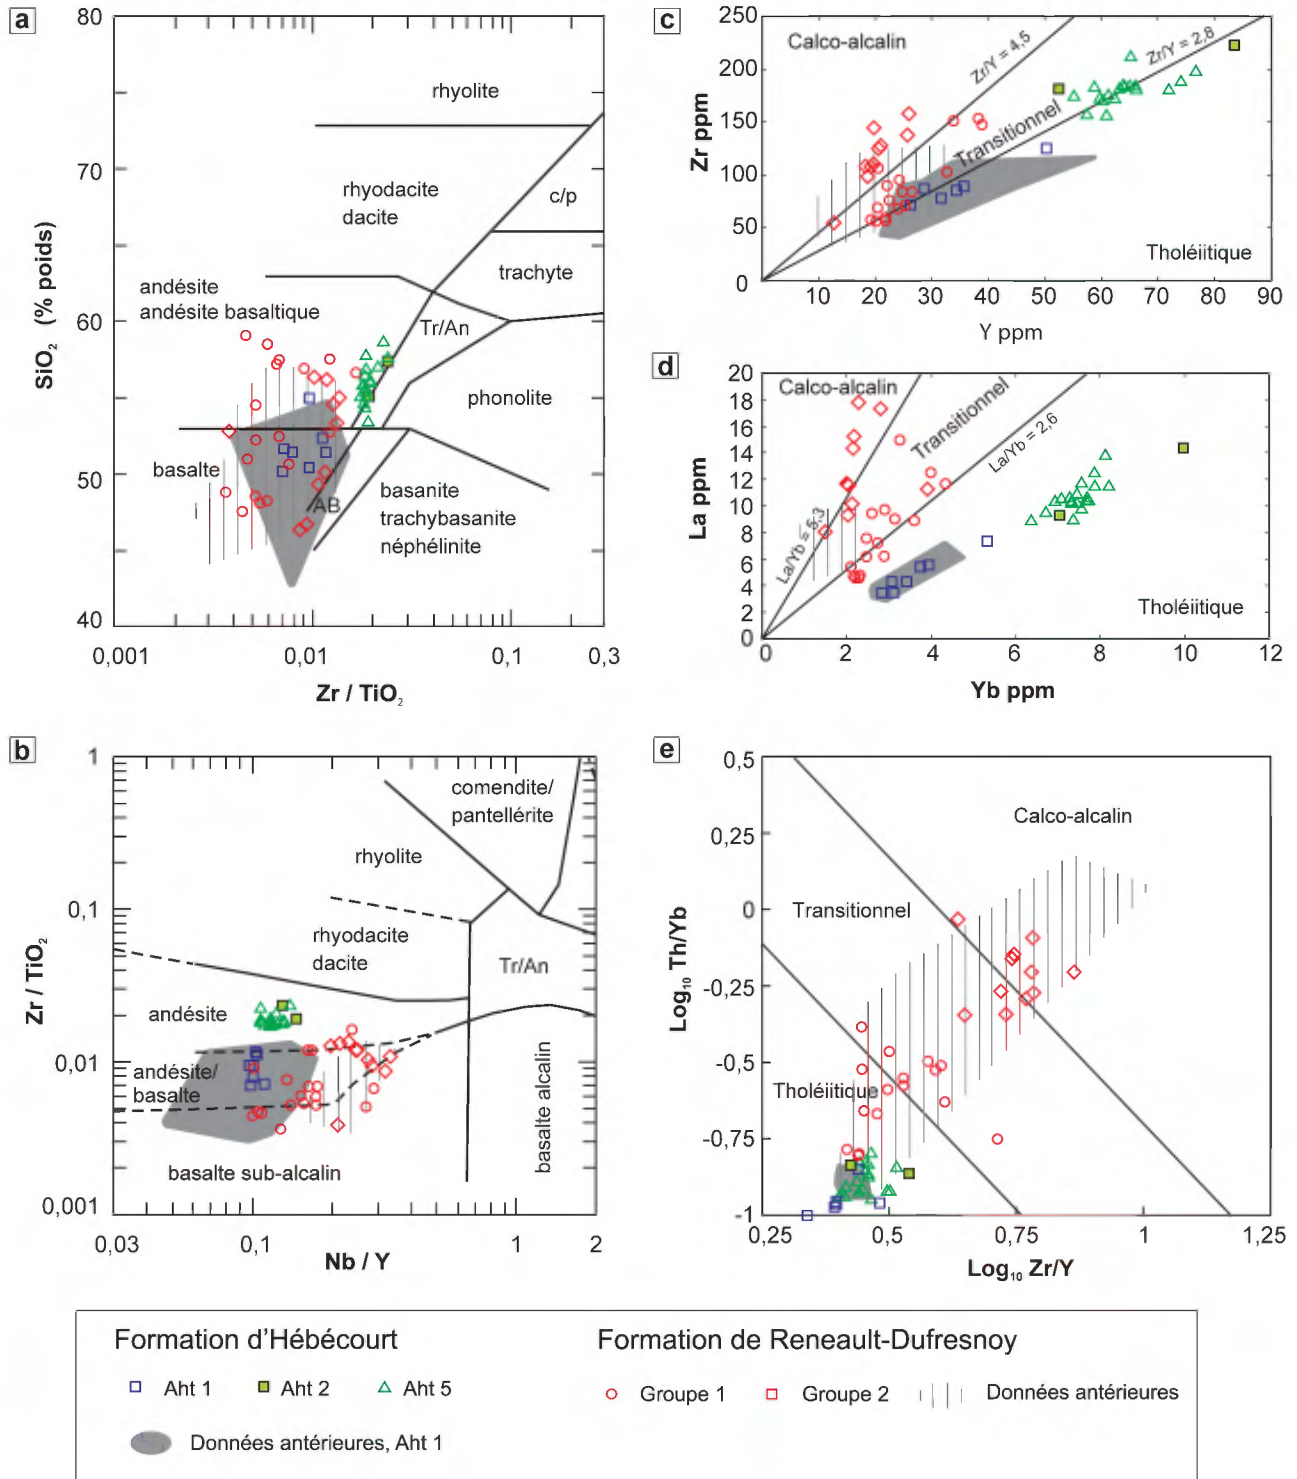 a
80
70
60
50
40
SiO2 (% poids)
rhyolite
rhyodacite
dacite
c/p
trachyte
andésite
andésite basaltique
Tr/An
phonolite
basalte
AB
basanite
trachybasanite
néphélinite
0,001
0,01
0,1
0,3
Zr / TiO2
b
1
0,1
0,01
0,001
Zr / TiO2
comendite/
pantellérite
rhyolite
rhyodacite
dacite
Tr/An
andésite
andésite/
basalte
basalte sub-alcalin
basalte alcalin
0,03
0,1
1
2
Nb / Y
c
250
200
150
100
50
0
Zr ppm
Calco-alcalin
Zr/Y = 4,5
Zr/Y = 2,8
Transitionnel
Tholéiitique
10 20 30 40 50 60 70 80 90
Y ppm
d
20
18
16
14
12
10
8
6
4
2
0
La ppm
Calco-alcalin
Transitionnel
La/Yb = 2,6
La/Yb = 5,3
Tholéiitique
0 2 4 6 8 10 12
Yb ppm
e
0,5
0,25
0
-0,25
-0,5
-0,75
-1
Log10 Th/Yb
Calco-alcalin
Transitionnel
Tholéiitique
0,25 0,5 0,75 1 1,25
Log10 Zr/Y
Formation d'Hébécourt
Aht 1 Aht 2 Aht 5
Données antérieures, Aht 1
Formation de Reneault-Dufresnoy
Groupe 1 Groupe 2 Données antérieures